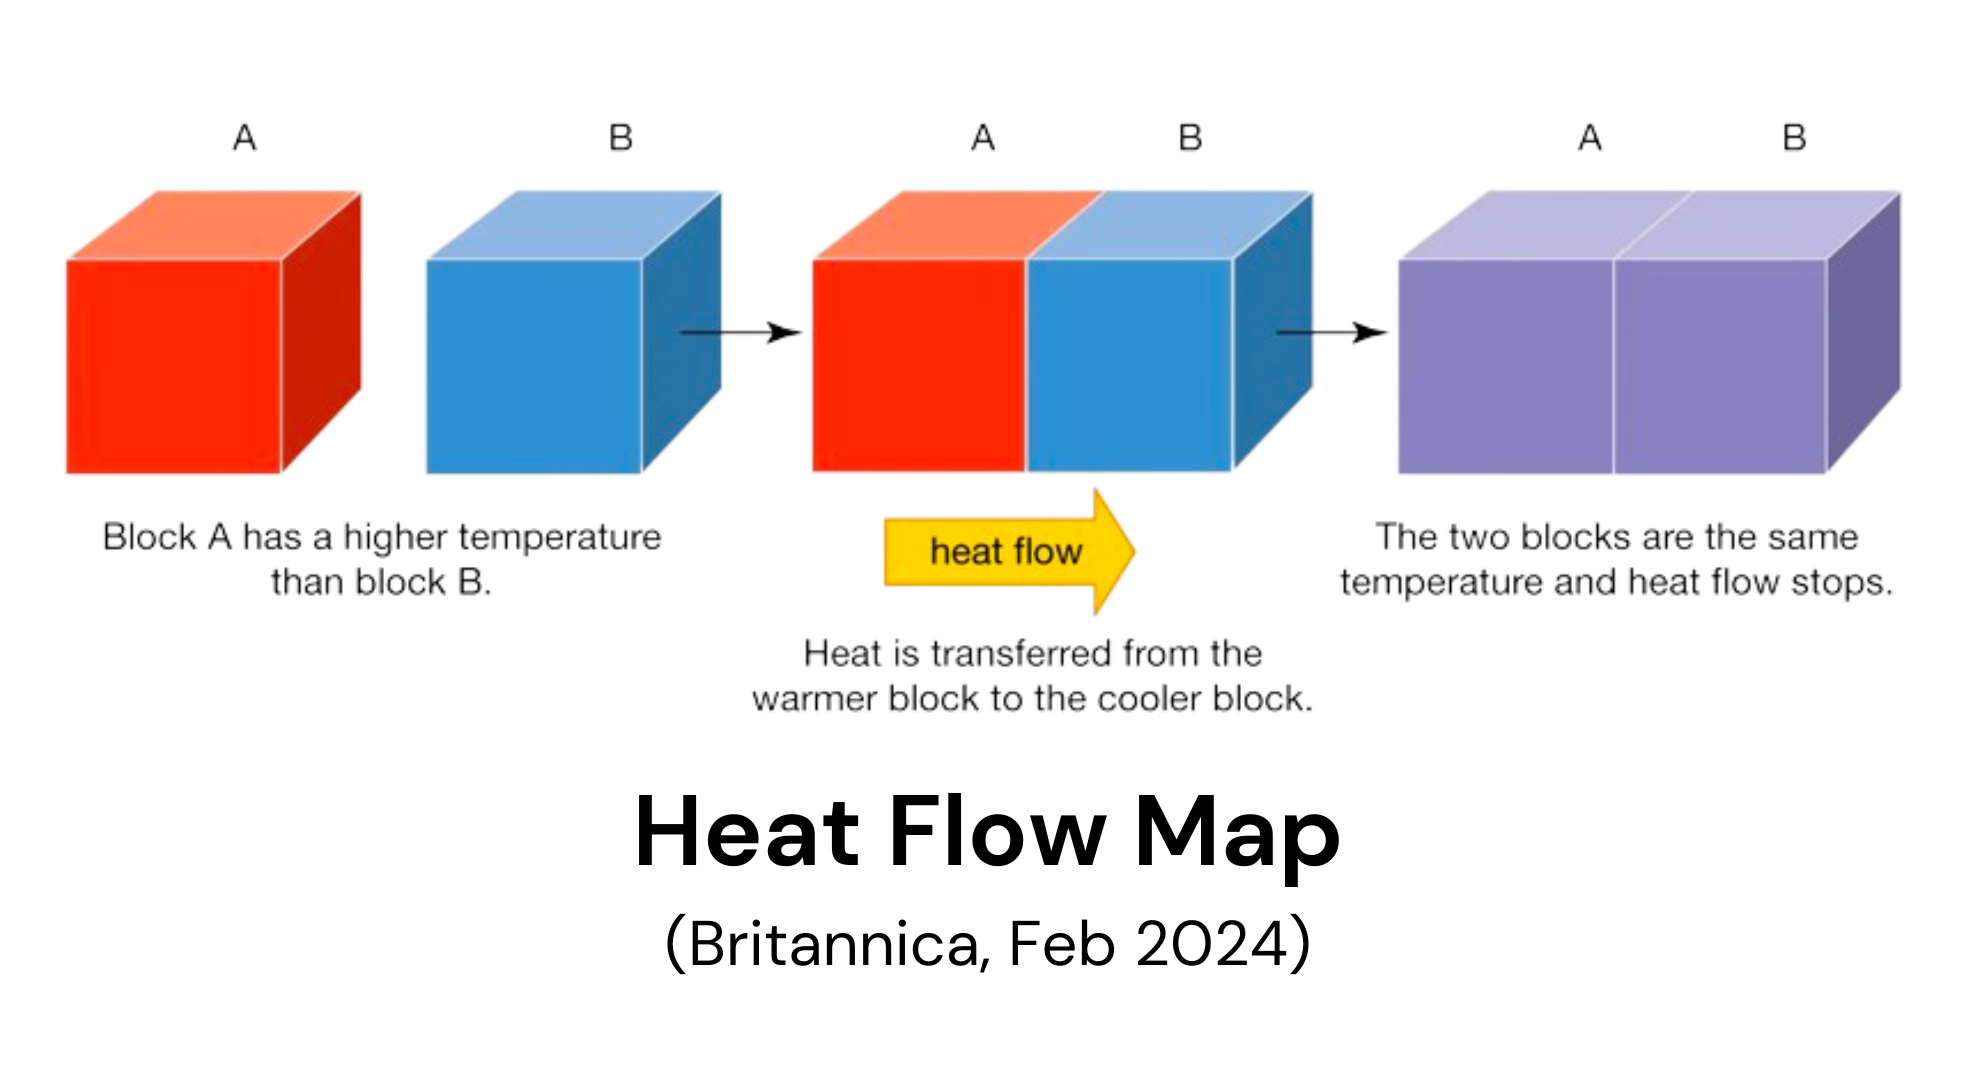 A
B
A
B
A
B
Block A has a higher temperature
than block B.
heat flow
Heat is transferred from the
warmer block to the cooler block.
The two blocks are the same
temperature and heat flow stops.
Heat Flow Map
(Britannica, Feb 2024)